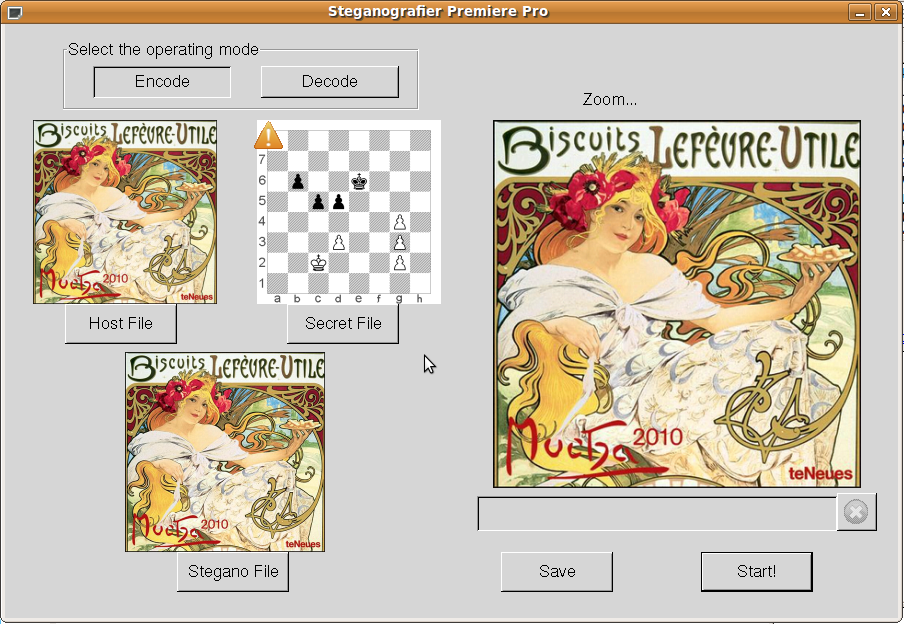 Steganografier Premiere Pro
Select the operating mode
Encode
Decode
Zoom...
Biscuits LEFÈVRE-UTILE
Mucha 2010
teNeues
Host File
7
6
5
4
3
2
1
a b c d e f g h
Secret File
Biscuits LEFÈVRE-UTILE
Mucha 2010
teNeues
Stegano File
Biscuits LEFÈVRE-UTILE
Mucha 2010
teNeues
Save
Start!